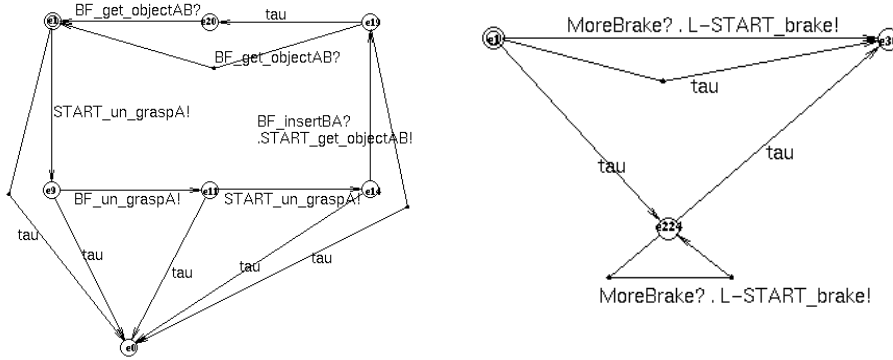 BF_get_objectAB?
tau
e1
e20
e19
BF_get_objectAB?
START_un_graspA!
BF_insertBA?
.START_get_objectAB!
e9
e11
e14
BF_un_graspA!
START_un_graspA!
tau
tau
tau
tau
tau
e0
MoreBrake? . L-START_brake!
e1
tau
tau
tau
e224
MoreBrake? . L-START_brake!